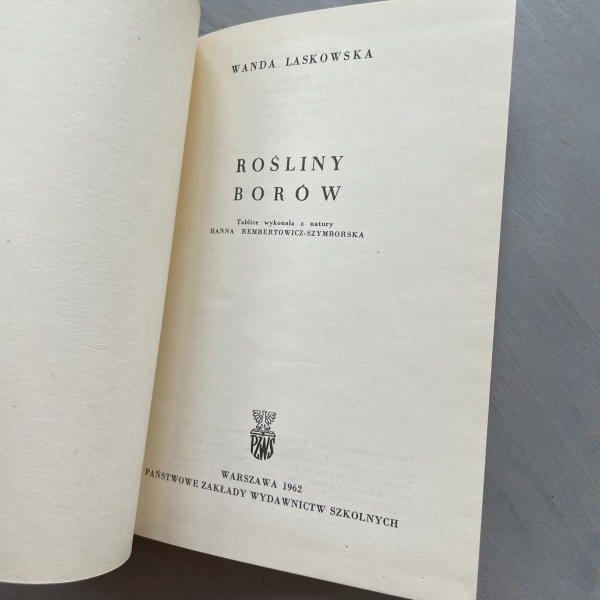 WANDA LASKOWSKA
ROŚLINY
BORÓW
Tablice wykonała z natury
HANNA REMBERTOWICZ-SZYMBORSKA
PZWS
WARSZAWA 1962
PAŃSTWOWE ZAKŁADY WYDAWNICTW SZKOLNYCH